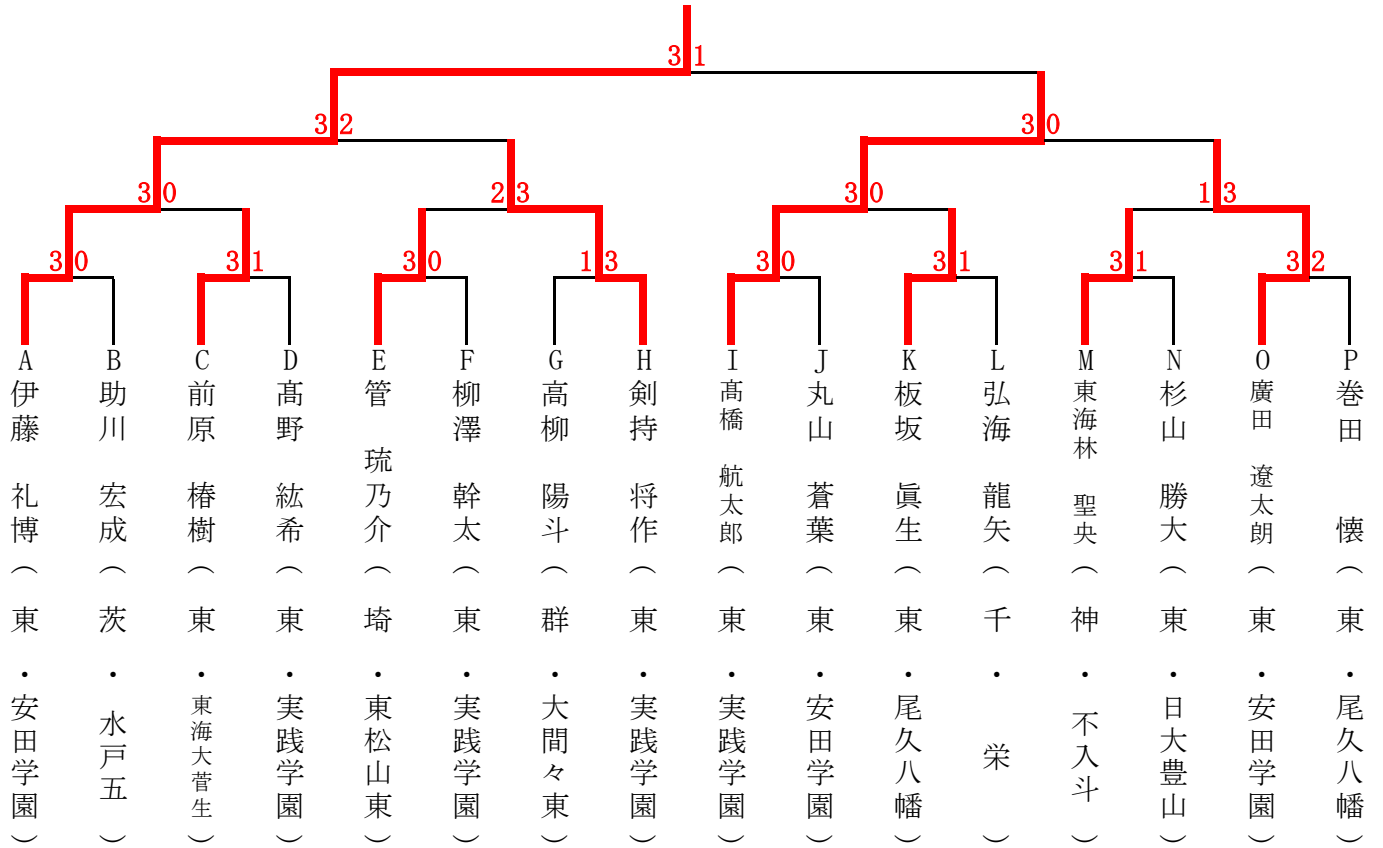 3 1
3 2
3 0
3 0
2 3
3 0
1 3
3 0
3 1
3 0
1 3
3 0
3 1
3 1
3 2
A 伊藤 礼博（東・安田学園）
B 助川 宏成（茨・水戸五）
C 前原 椿樹（東・東海大菅生）
D 髙野 紘希（東・実践学園）
E 管 琉乃介（埼・東松山東）
F 柳澤 幹太（東・実践学園）
G 高柳 陽斗（群・大間々東）
H 剣持 将作（東・実践学園）
I 髙橋 航太郎（東・実践学園）
J 丸山 蒼葉（東・安田学園）
K 板坂 眞生（東・尾久八幡）
L 弘海 龍矢（千・栄）
M 東海林 聖央（神・不入斗）
N 杉山 勝大（東・日大豊山）
O 廣田 遼太朗（東・安田学園）
P 巻田 懐（東・尾久八幡）